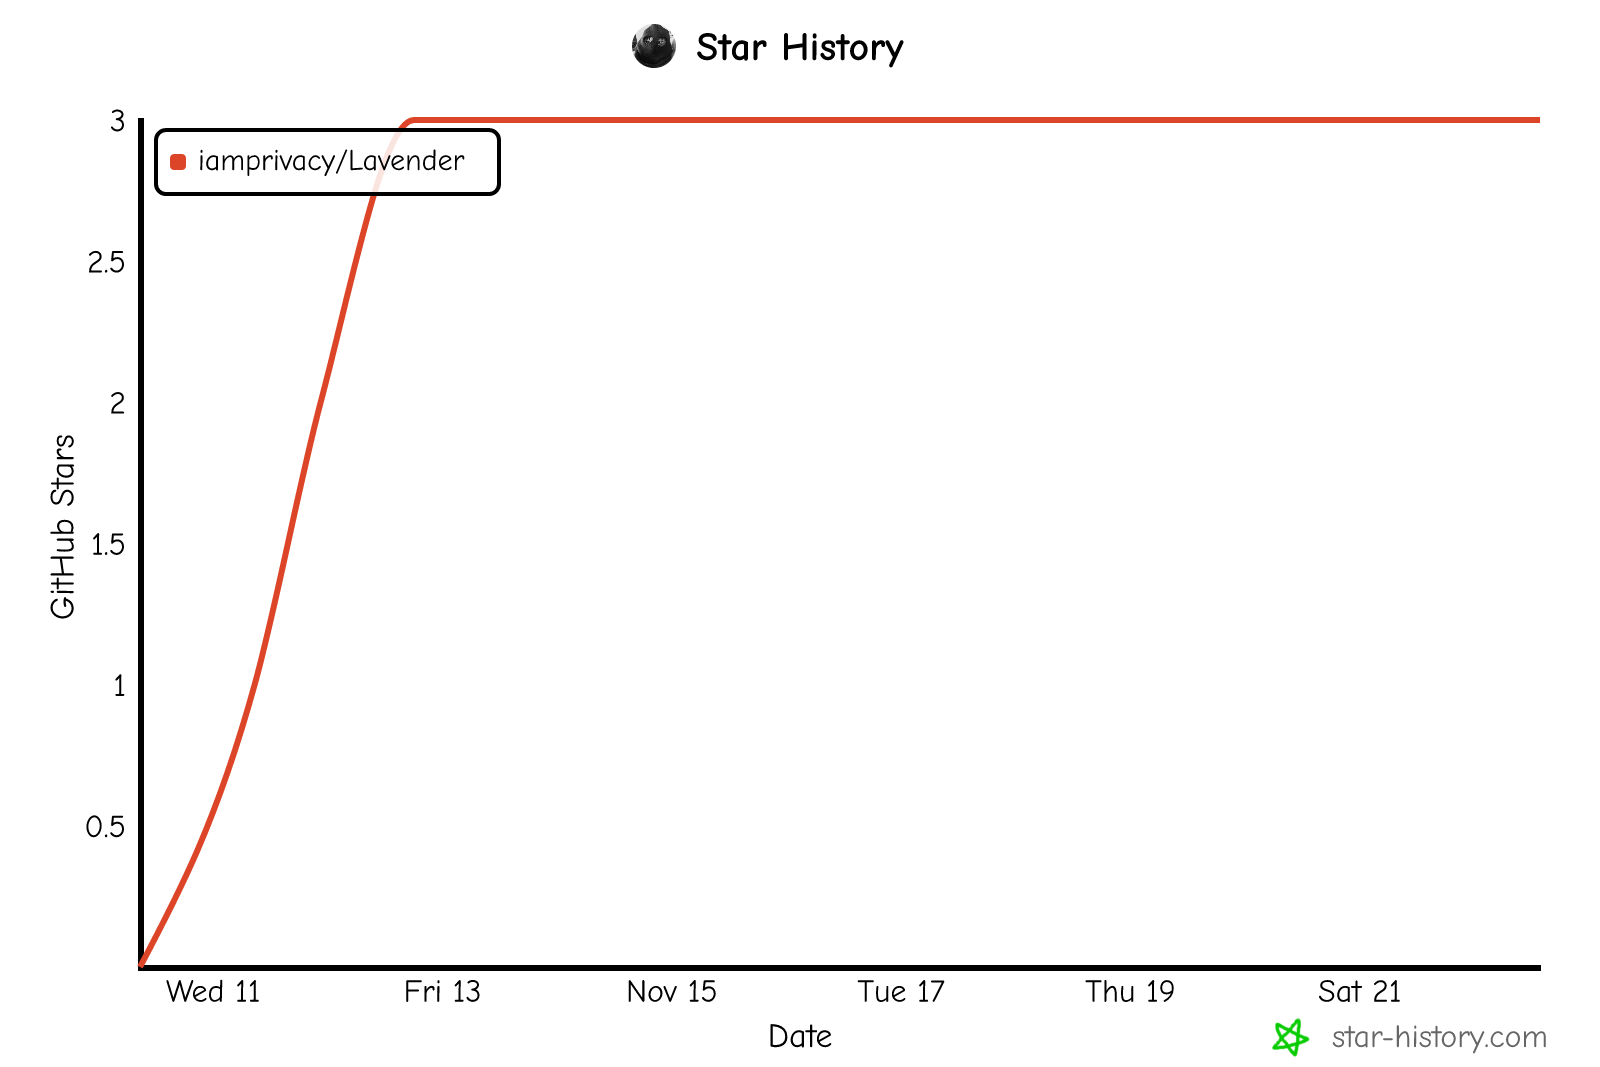 Star History
iamprivacy/Lavender
3
2.5
2
1.5
1
0.5
GitHub Stars
Wed 11
Fri 13
Nov 15
Tue 17
Thu 19
Sat 21
Date
star-history.com